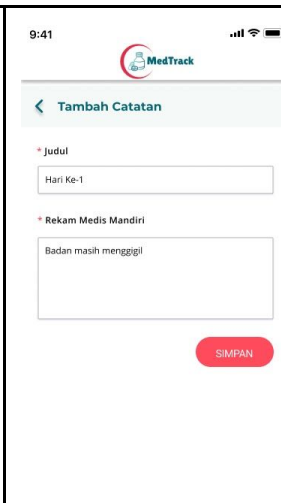 9:41
MedTrack
Tambah Catatan
* Judul
Hari Ke-1
* Rekam Medis Mandiri
Badan masih menggigil
SIMPAN